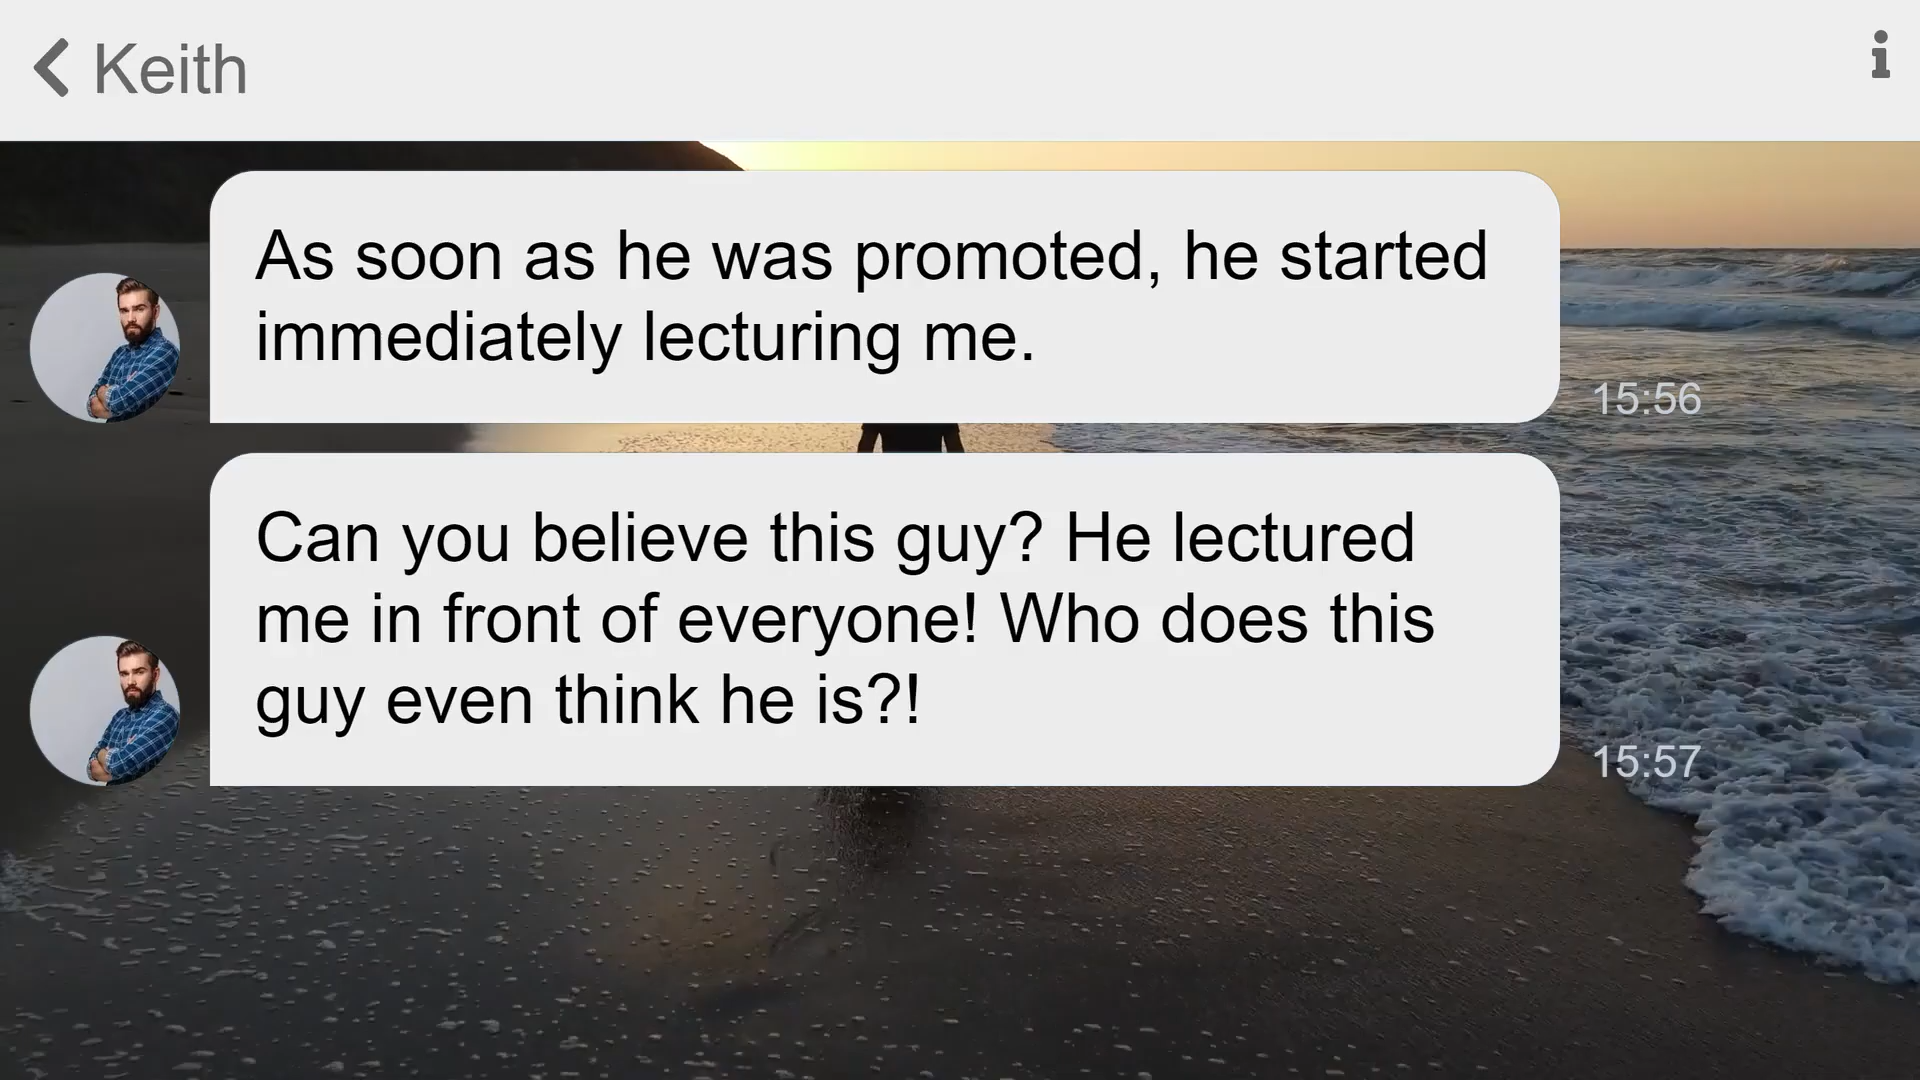 Keith
As soon as he was promoted, he started
immediately lecturing me.
15:56
Can you believe this guy? He lectured
me in front of everyone! Who does this
guy even think he is?!
15:57